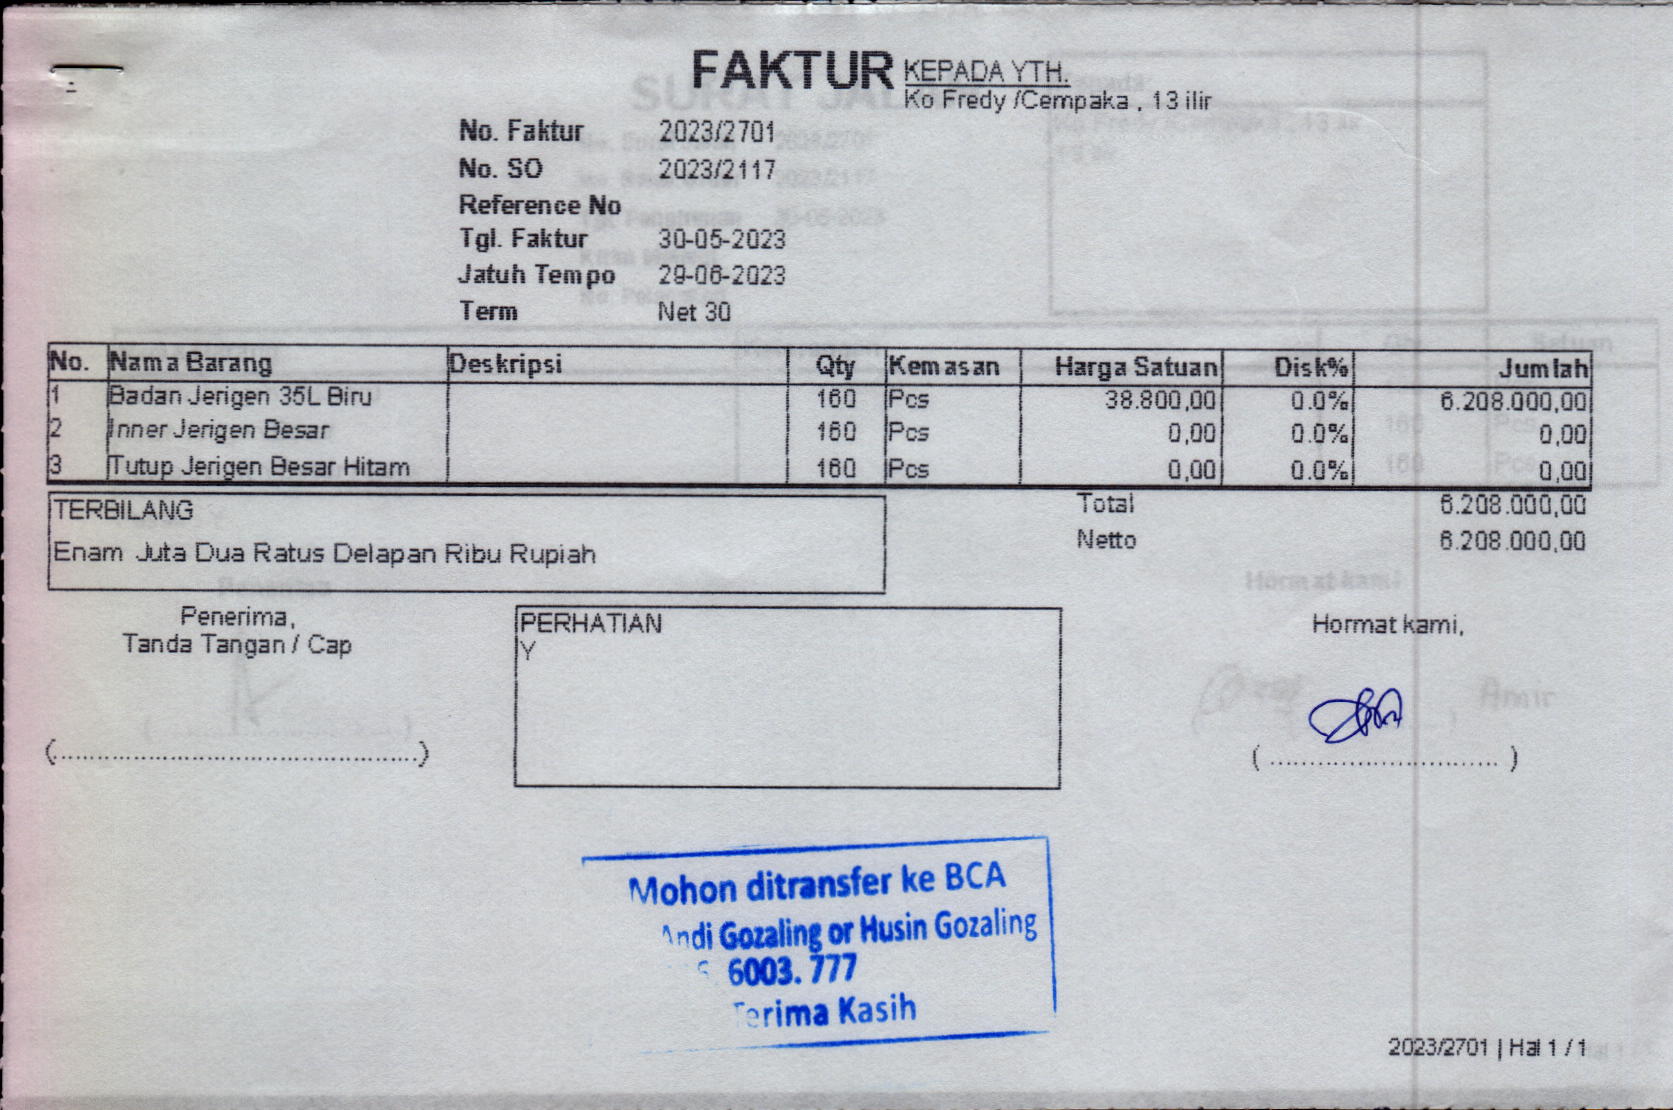 FAKTUR KEPADA YTH.
Ko Fredy /Cempaka , 13 ilir
No. Faktur 2023/2701
No. SO 2023/2117
Reference No
Tgl. Faktur 30-05-2023
Jatuh Tempo 29-06-2023
Term Net 30
No. Nama Barang Deskripsi Qty Kemasan Harga Satuan Disk% Jumlah
1 Badan Jerigen 35L Biru 160 Pcs 38.800,00 0.0% 6.208.000,00
2 Inner Jerigen Besar 160 Pcs 0,00 0.0% 0,00
3 Tutup Jerigen Besar Hitam 160 Pcs 0,00 0.0% 0,00
TERBILANG Total 6.208.000,00
Enam Juta Dua Ratus Delapan Ribu Rupiah Netto 6.208.000,00
Penerima, PERHATIAN Hormat kami,
Tanda Tangan / Cap Y
(..............................................) ( ............................. )
Mohon ditransfer ke BCA
Andi Gozaling or Husin Gozaling
6003. 777
Terima Kasih
2023/2701 | Hal 1 / 1